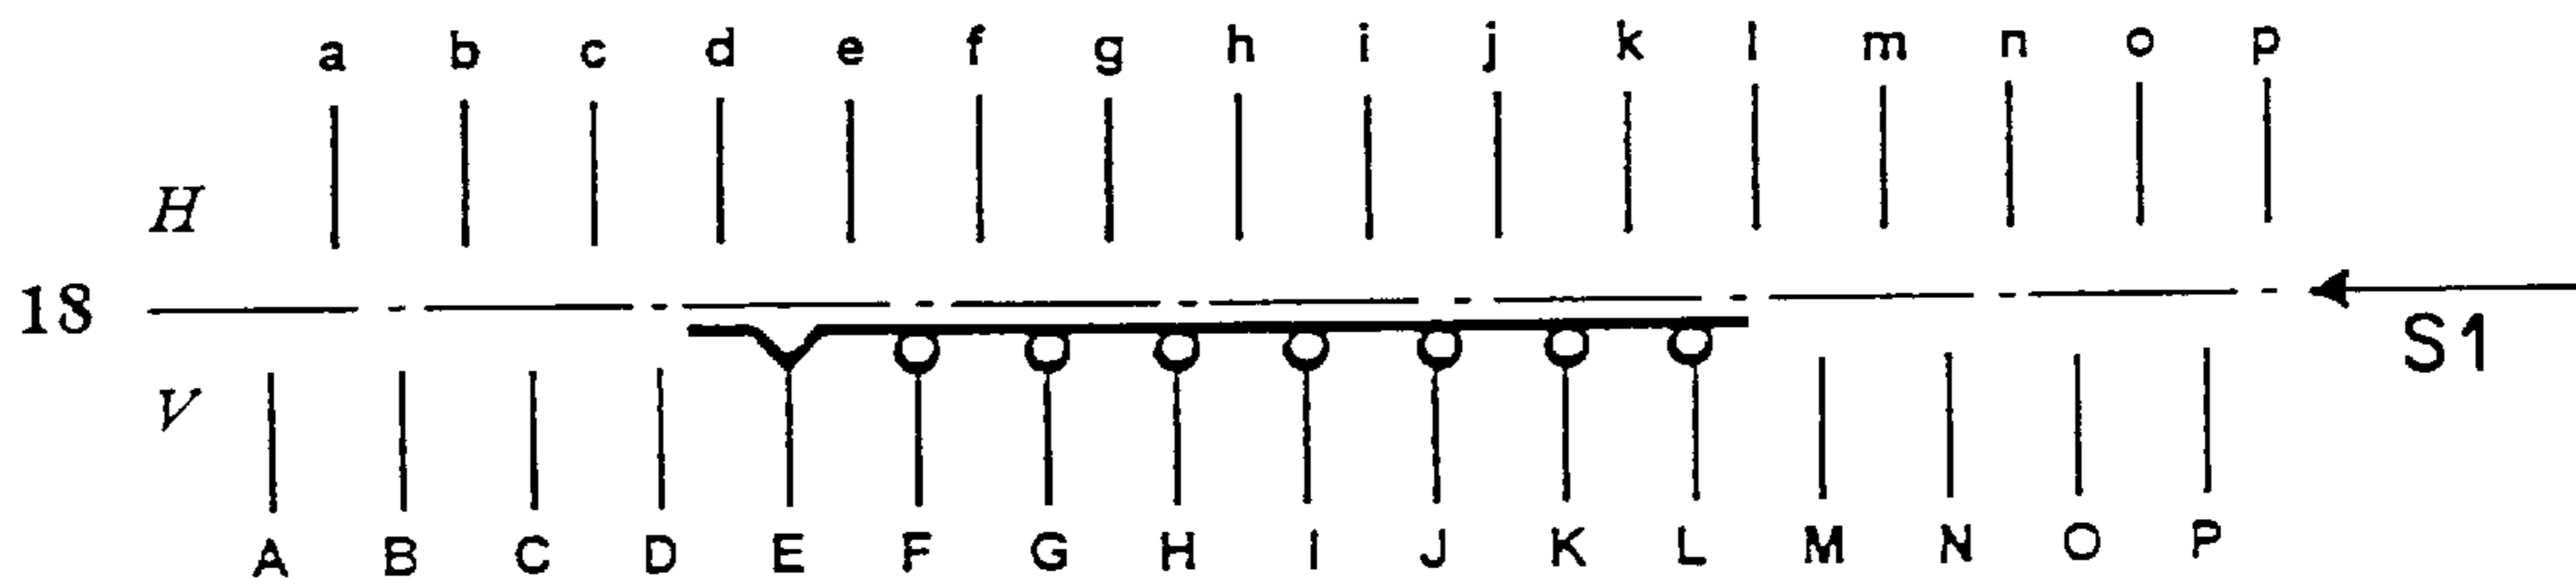 a b c d e f g h i j k l m n o p
H
18
S1
V
A B C D E F G H I J K L M N O P